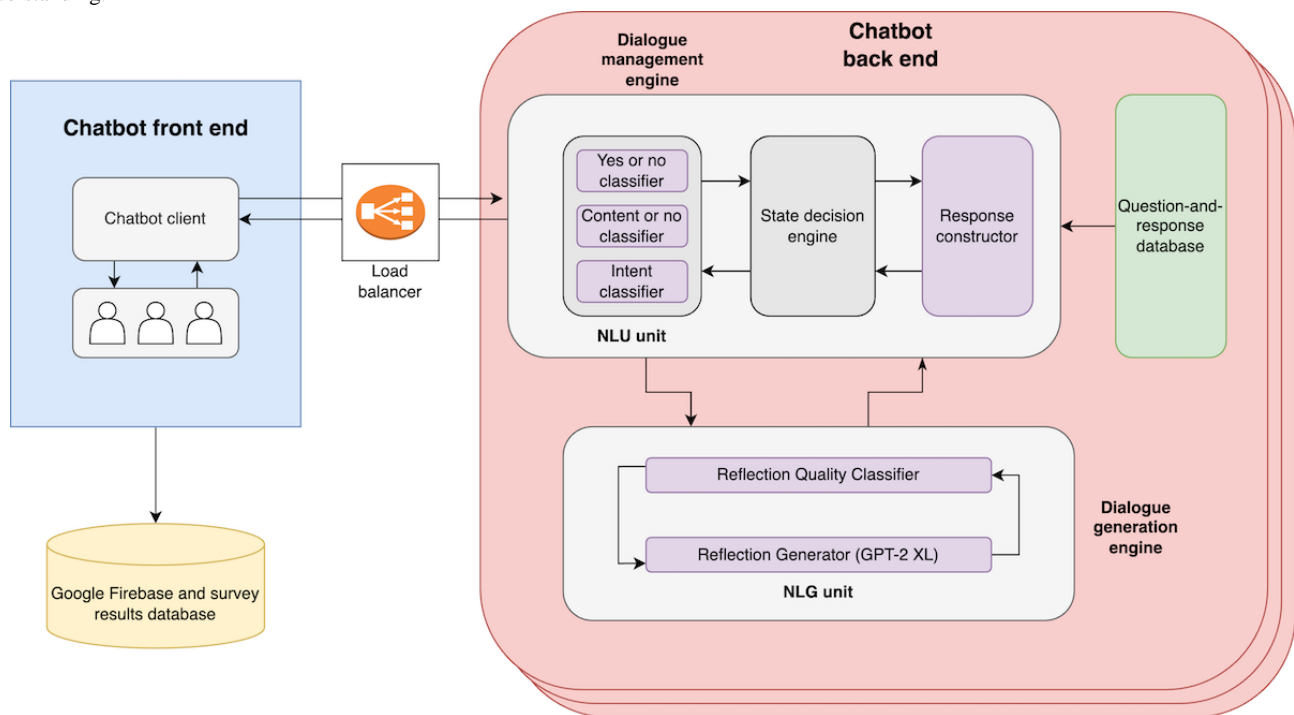 Chatbot front end
Chatbot client
Google Firebase and survey
results database
Load
balancer
Chatbot
back end
Dialogue
management
engine
Yes or no
classifier
Content or no
classifier
Intent
classifier
NLU unit
State decision
engine
Response
constructor
Question-and-
response
database
Reflection Quality Classifier
Reflection Generator (GPT-2 XL)
NLG unit
Dialogue
generation
engine